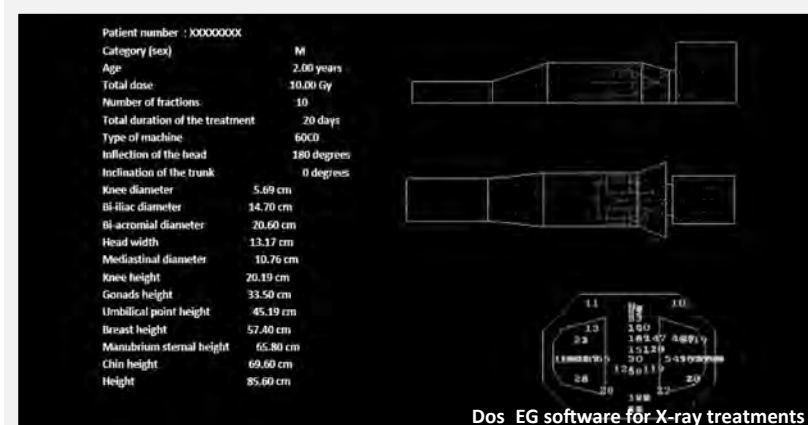 Patient number : XXXXXXXX
Category (sex) M
Age 2.00 years
Total dose 10.00 Gy
Number of fractions 10
Total duration of the treatment 20 days
Type of machine 60C0
Inflection of the head 180 degrees
Inclination of the trunk 0 degrees
Knee diameter 5.69 cm
Bi-iliac diameter 14.70 cm
Bi-acromial diameter 20.60 cm
Head width 13.17 cm
Mediastinal diameter 10.76 cm
Knee height 20.19 cm
Gonads height 33.50 cm
Umbilical point height 45.19 cm
Breast height 57.40 cm
Manubrium sternal height 65.80 cm
Chin height 69.60 cm
Height 85.60 cm
11 10
13
28 20
Dos_EG software for X-ray treatments